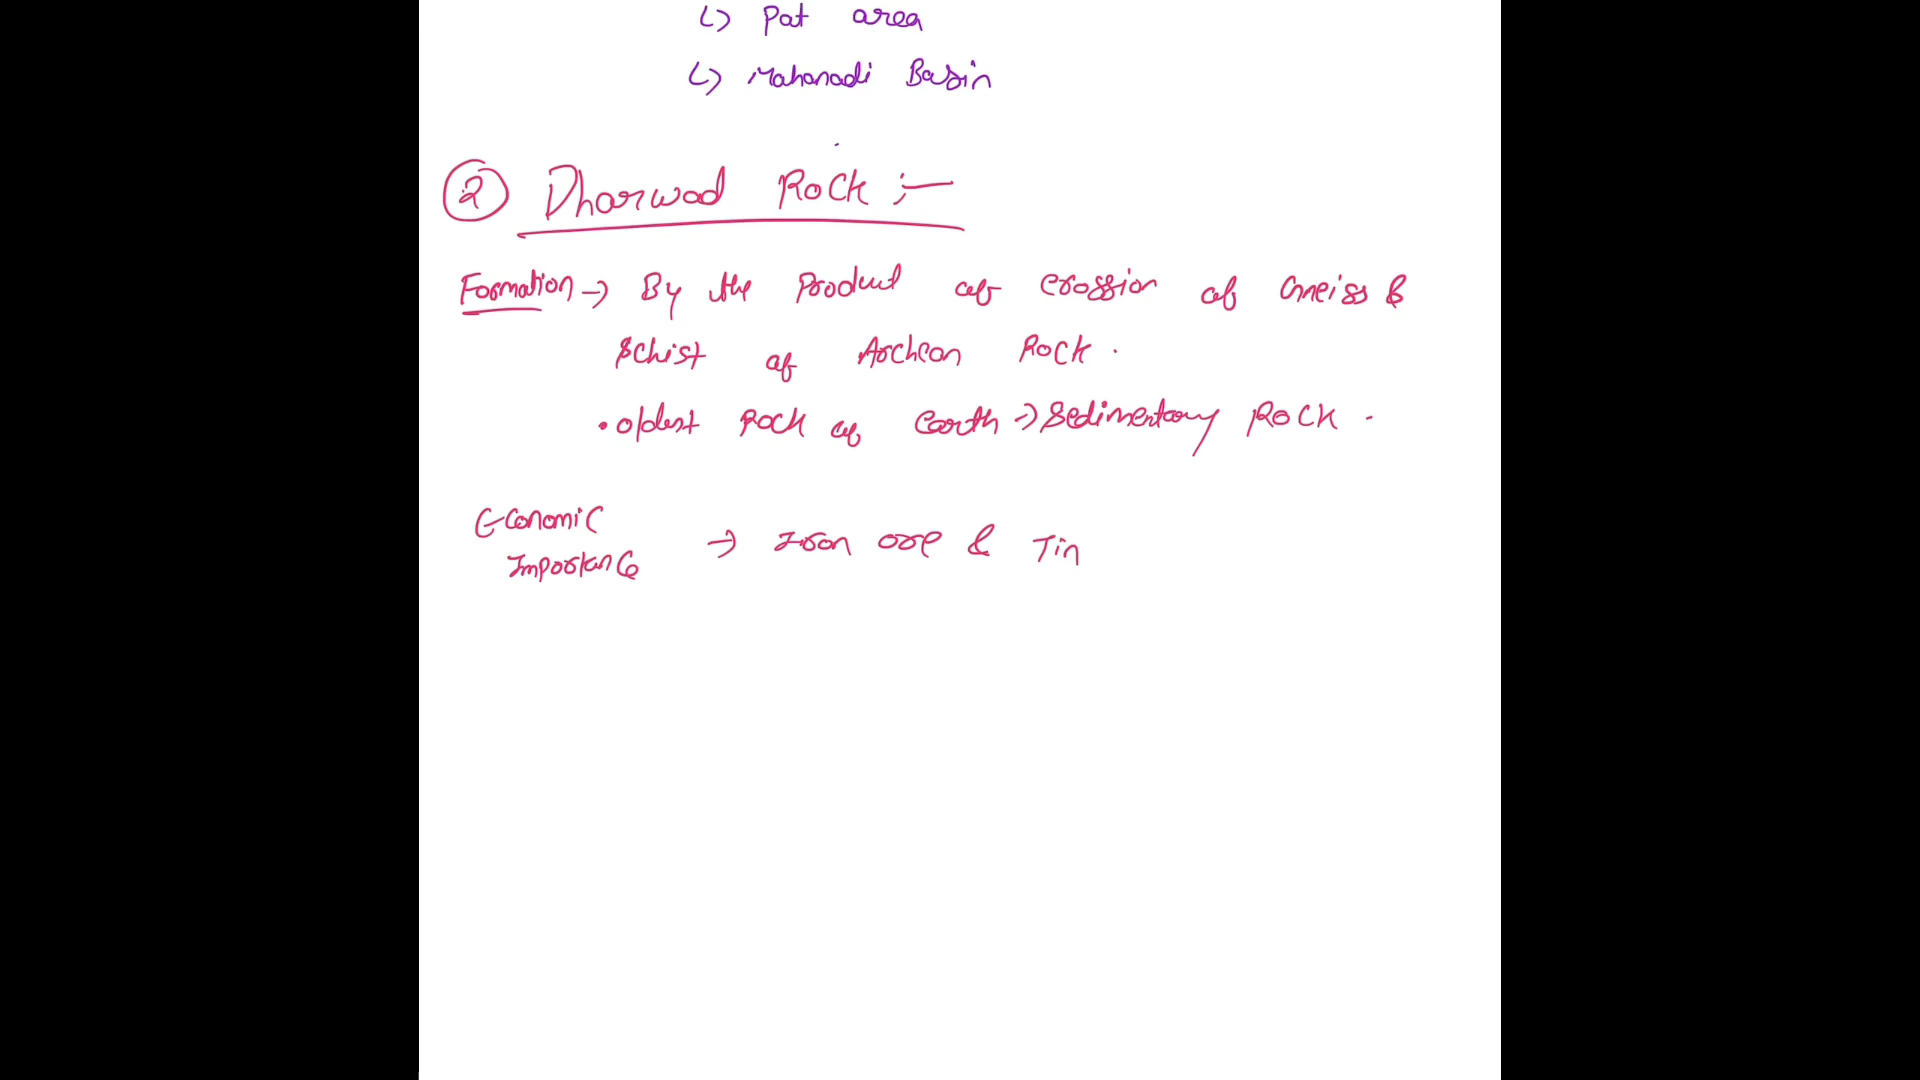 ↳ Pat area
↳ Mahanadi Basin
② Dharwad Rock :-
Formation → By the Product of erossion of Gneiss &
Schist of Archean Rock.
• oldest Rock of Earth → Sedimentary Rock.
Economic
Importance → Iron ore & Tin